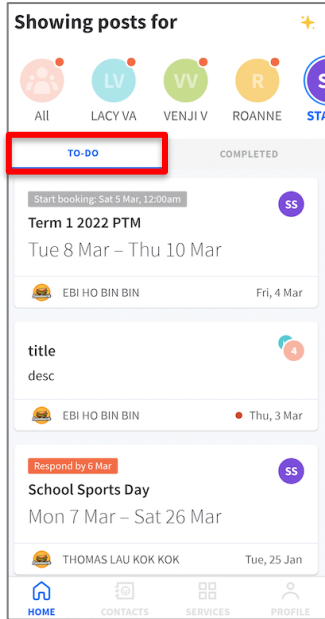 Showing posts for
LV VV R S
All LACY VA VENJI V ROANNE STA
TO-DO COMPLETED
Start booking: Sat 5 Mar, 12:00am
SS
Term 1 2022 PTM
Tue 8 Mar – Thu 10 Mar
EBI HO BIN BIN Fri, 4 Mar
title
4
desc
EBI HO BIN BIN Thu, 3 Mar
Respond by 6 Mar
SS
School Sports Day
Mon 7 Mar – Sat 26 Mar
THOMAS LAU KOK KOK Tue, 25 Jan
HOME CONTACTS SERVICES PROFILE